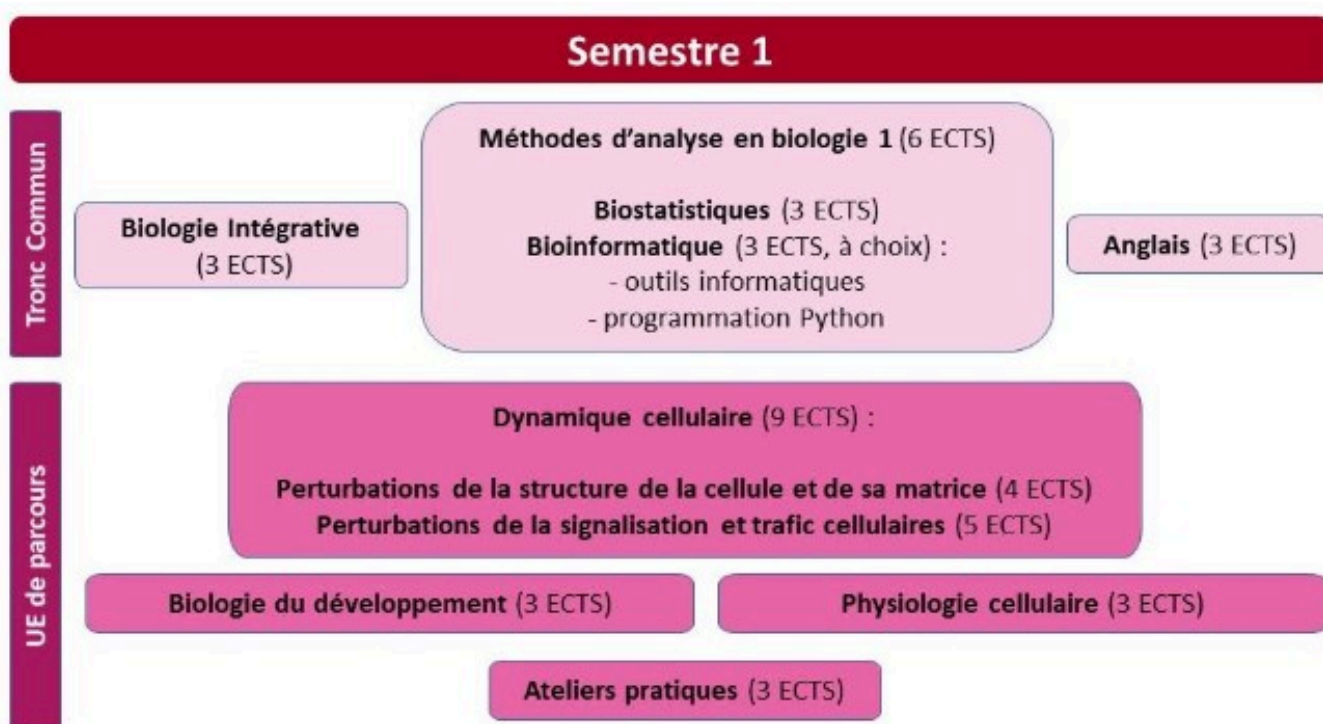 Semestre 1
Tronc Commun
Méthodes d'analyse en biologie 1 (6 ECTS)
Biostatistiques (3 ECTS)
Bioinformatique (3 ECTS, à choix) :
- outils informatiques
- programmation Python
Biologie Intégrative
(3 ECTS)
Anglais (3 ECTS)
UE de parcours
Dynamique cellulaire (9 ECTS) :
Perturbations de la structure de la cellule et de sa matrice (4 ECTS)
Perturbations de la signalisation et trafic cellulaires (5 ECTS)
Biologie du développement (3 ECTS)
Physiologie cellulaire (3 ECTS)
Ateliers pratiques (3 ECTS)